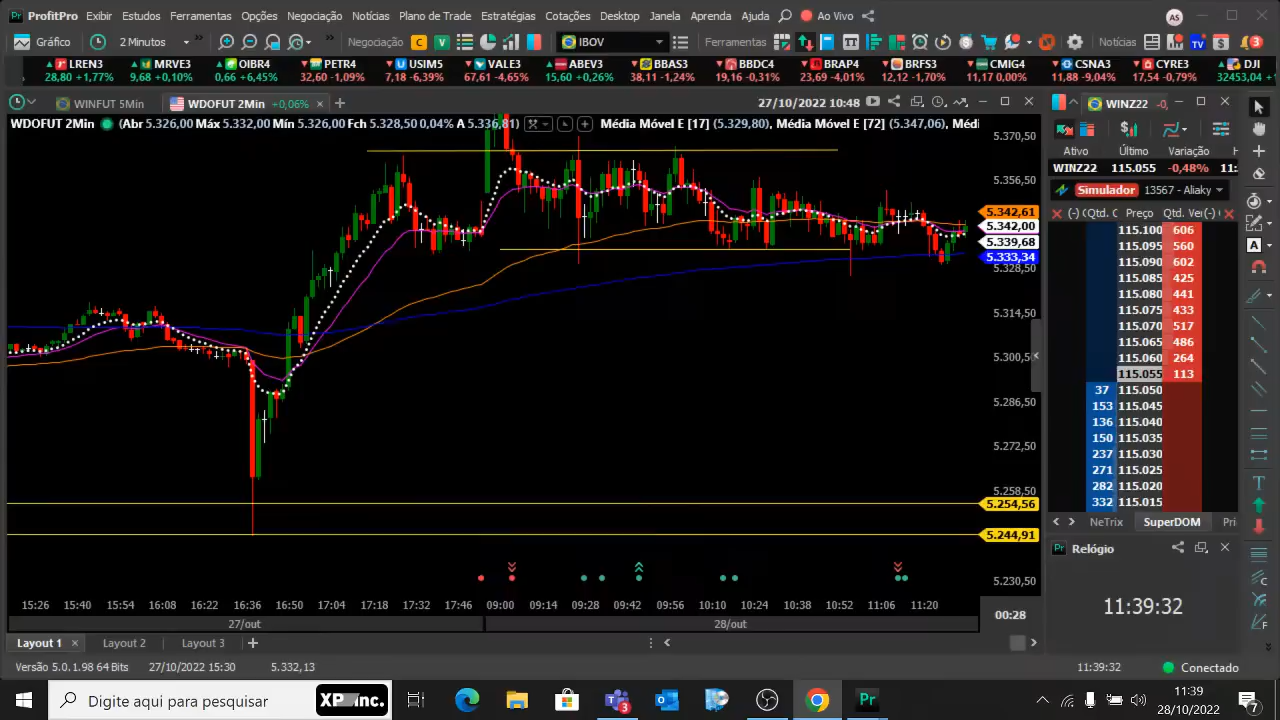 ProfitPro Exibir Estudos Ferramentas Opções Negociação Notícias Plano de Trade Estratégias Cotações Desktop Janela Aprenda Ajuda Ao Vivo AS
Gráfico 2 Minutos Negociação C V IBOV Ferramentas Notícias TV 3
LREN3 MRVE3 OIBR4 PETR4 USIM5 VALE3 ABEV3 BBAS3 BBDC4 BRAP4 BRFS3 CMIG4 CSNA3 CYRE3 DJI
28,80 +1,77% 9,68 +0,10% 0,66 +6,45% 32,60 -1,09% 7,18 -6,39% 67,61 -4,65% 15,60 +0,26% 38,11 -1,24% 19,16 -0,31% 23,69 -4,01% 12,12 -1,70% 11,17 0,00% 11,88 -9,04% 17,54 -0,79% 32453,04
WINFUT 5Min WDOFUT 2Min +0,06% 27/10/2022 10:48
WDOFUT 2Min (Abr 5.326,00 Máx 5.332,00 Mín 5.326,00 Fch 5.328,50 0,04% A 5.336,81) Média Móvel E [17] (5.329,80), Média Móvel E [72] (5.347,06), Médi
5.370,50
5.356,50
5.342,61
5.342,00
5.339,68
5.333,34
5.328,50
5.314,50
5.300,50
5.286,50
5.272,50
5.258,50
5.254,56
5.244,91
5.230,50
15:26 15:40 15:54 16:08 16:22 16:36 16:50 17:04 17:18 17:32 17:46 09:00 09:14 09:28 09:42 09:56 10:10 10:24 10:38 10:52 11:06 11:20 00:28
27/out 28/out
Layout 1 Layout 2 Layout 3
Versão 5.0.1.98 64 Bits 27/10/2022 15:30 5.332,13 11:39:32 Conectado
WINZ22 -0,
Ativo Último Variação H
WINZ22 115.055 -0,48% 11:
Simulador 13567 - Aliaky
(-) (Qtd. C Preço Qtd. Ver(-) (
115.100 606
115.095 560
115.090 602
115.085 425
115.080 441
115.075 433
115.070 517
115.065 486
115.060 264
115.055 113
37 115.050
153 115.045
136 115.040
150 115.035
237 115.030
271 115.025
282 115.020
332 115.015
NeTrix SuperDOM Pri
Relógio
11:39:32
Digite aqui para pesquisar XP inc. 3 Pr 11:39
28/10/2022 7